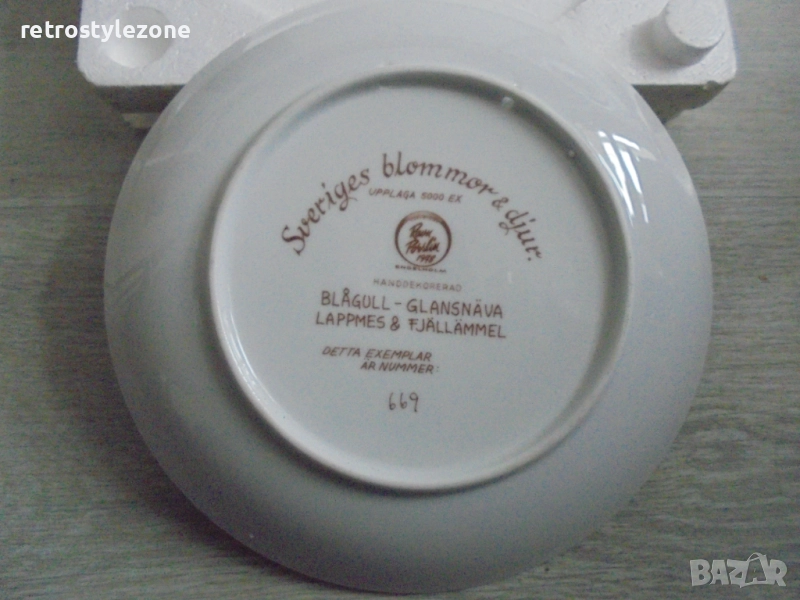 retrostylezone
Sveriges blommor & djur.
UPPLAGA 5000 EX
HANDDEKORERAD
BLÅGULL - GLANSNÄVA
LAPPMES & FJÄLLÄMMEL
DETTA EXEMPLAR
ÄR NUMMER:
669
BAZAR